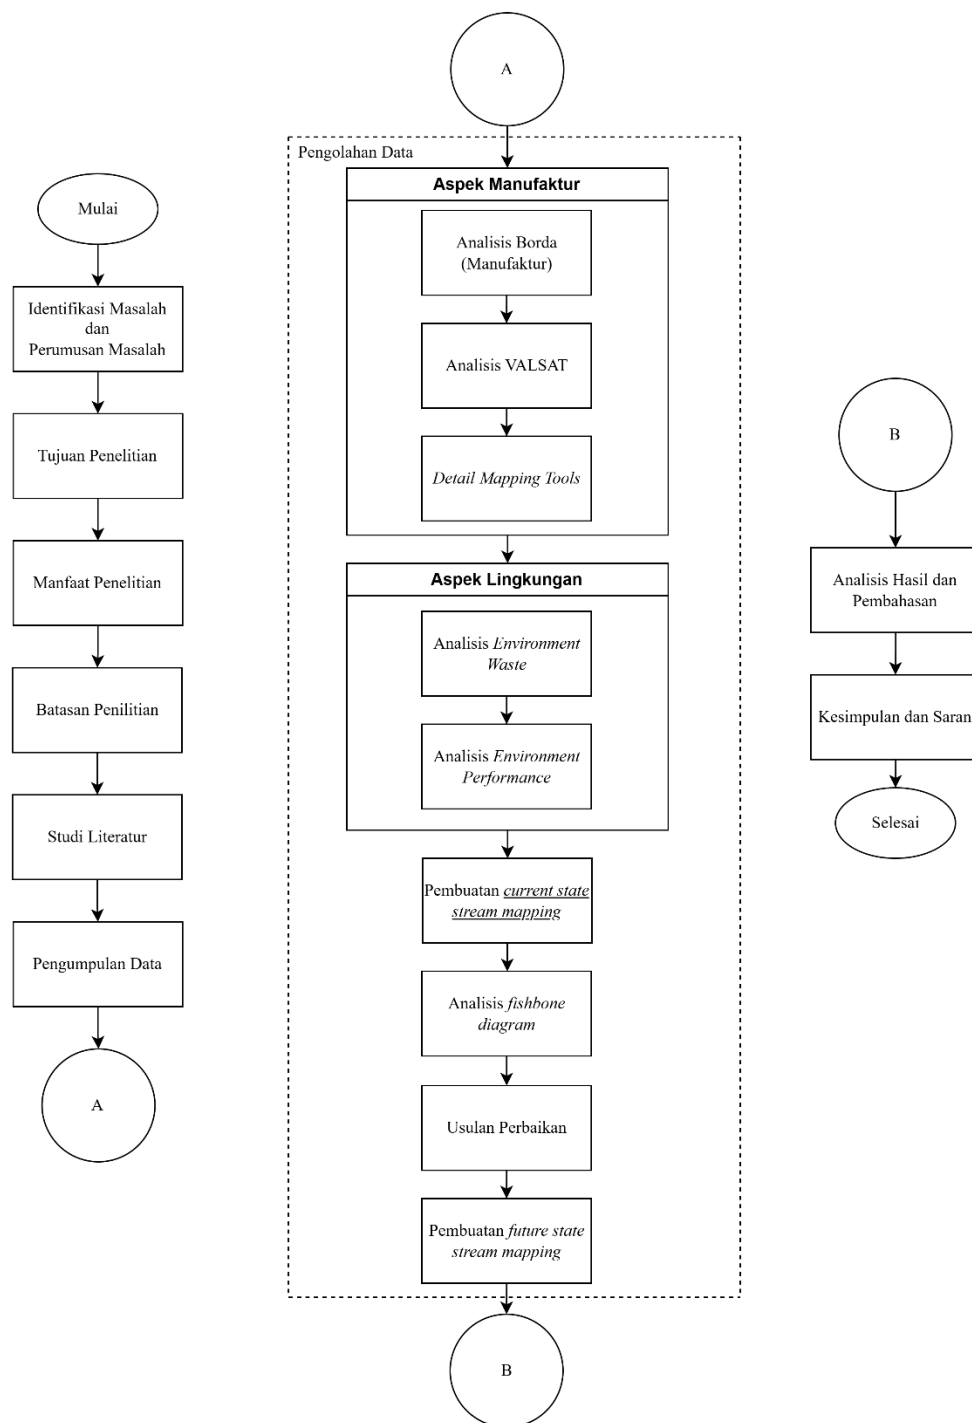 Mulai
Identifikasi Masalah
dan
Perumusan Masalah
Tujuan Penelitian
Manfaat Penelitian
Batasan Penilitian
Studi Literatur
Pengumpulan Data
A
A
Pengolahan Data
Aspek Manufaktur
Analisis Borda
(Manufaktur)
Analisis VALSAT
Detail Mapping Tools
Aspek Lingkungan
Analisis Environment
Waste
Analisis Environment
Performance
Pembuatan current state
stream mapping
Analisis fishbone
diagram
Usulan Perbaikan
Pembuatan future state
stream mapping
B
B
Analisis Hasil dan
Pembahasan
Kesimpulan dan Saran
Selesai